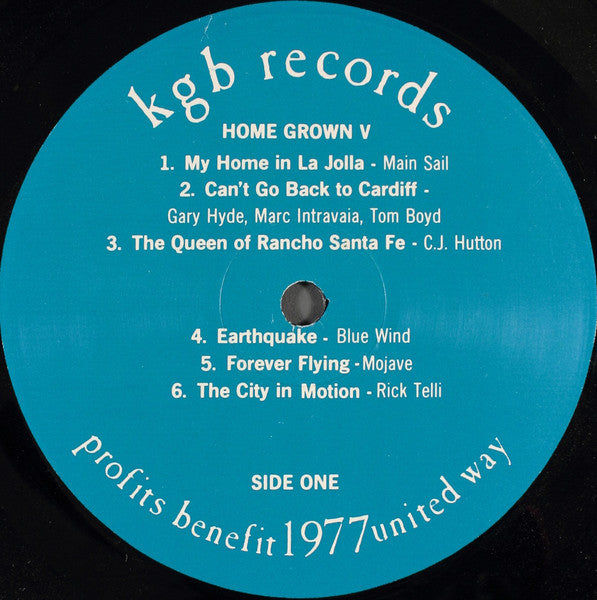 kgb records
HOME GROWN V
1. My Home in La Jolla - Main Sail
2. Can't Go Back to Cardiff -
Gary Hyde, Marc Intravaia, Tom Boyd
3. The Queen of Rancho Santa Fe - C.J. Hutton
4. Earthquake - Blue Wind
5. Forever Flying - Mojave
6. The City in Motion - Rick Telli
SIDE ONE
profits benefit 1977 united way